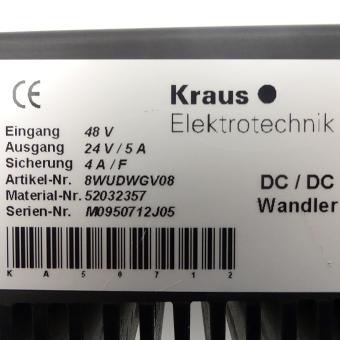 CE
Kraus
Elektrotechnik
Eingang 48 V
Ausgang 24 V / 5 A
Sicherung 4 A / F
Artikel-Nr. 8WUDWGV08
Material-Nr. 52032357
Serien-Nr. M0950712J05
DC / DC
Wandler
K A 5 0 7 1 2